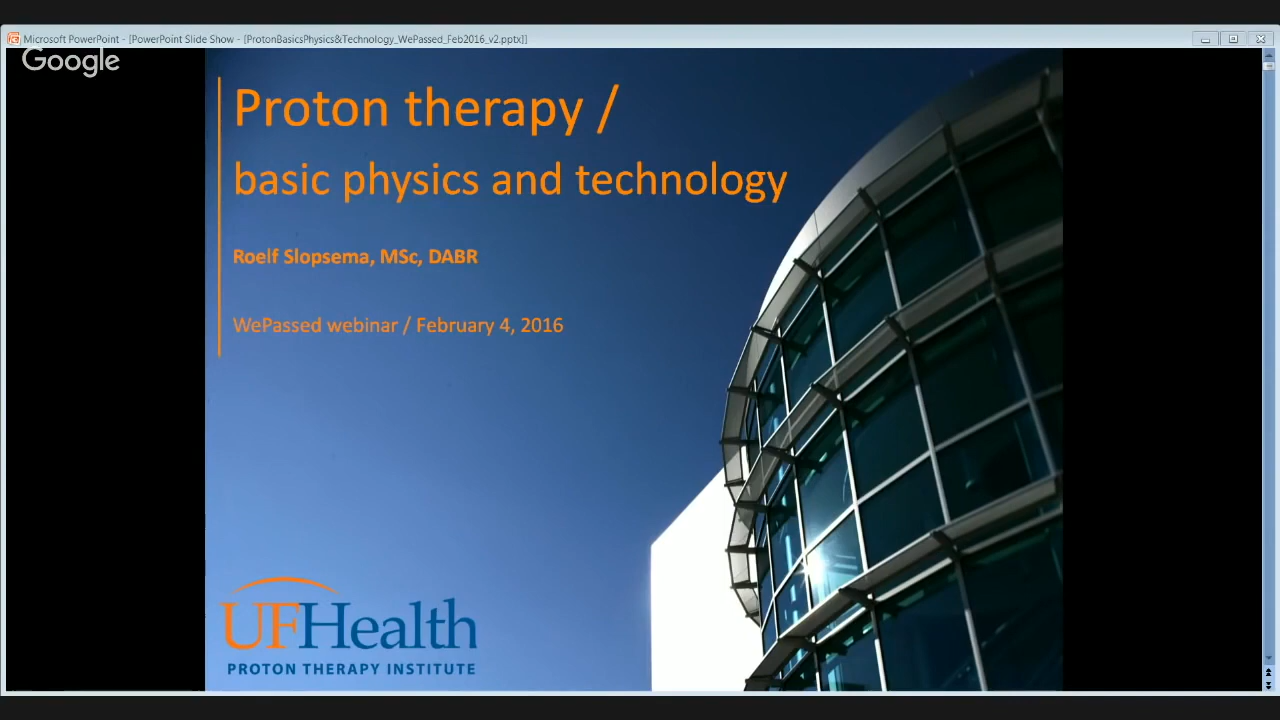 Microsoft PowerPoint - [PowerPoint Slide Show - [ProtonBasicsPhysics&Technology_WePassed_Feb2016_v2.pptx]]
Google
Proton therapy /
basic physics and technology
Roelf Slopsema, MSc, DABR
WePassed webinar / February 4, 2016
UFHealth
PROTON THERAPY INSTITUTE